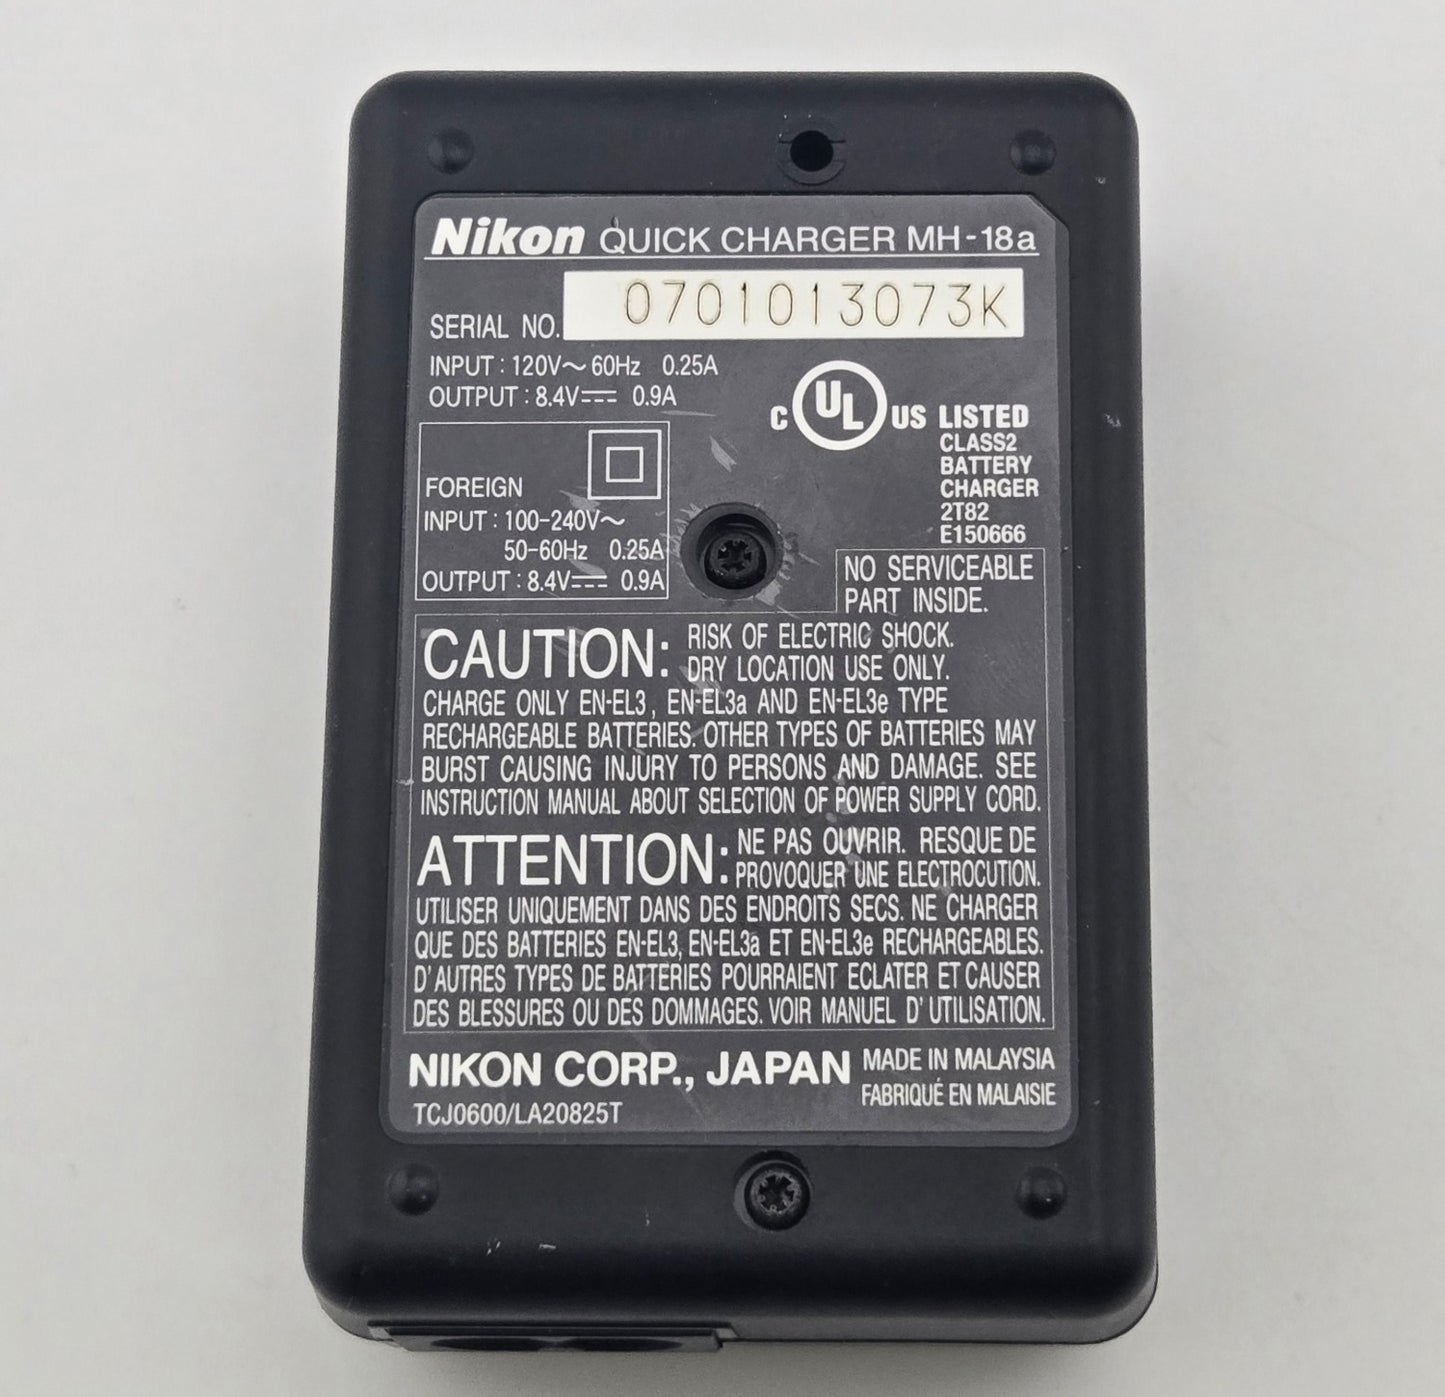 Nikon QUICK CHARGER MH-18a
SERIAL NO. 0701013073K
INPUT : 120V～ 60Hz 0.25A
OUTPUT : 8.4V⎓ 0.9A
C UL US LISTED
CLASS2
BATTERY
CHARGER
2T82
E150666
FOREIGN
INPUT : 100-240V～
50-60Hz 0.25A
OUTPUT : 8.4V⎓ 0.9A
NO SERVICEABLE
PART INSIDE.
CAUTION: RISK OF ELECTRIC SHOCK.
DRY LOCATION USE ONLY.
CHARGE ONLY EN-EL3, EN-EL3a AND EN-EL3e TYPE
RECHARGEABLE BATTERIES. OTHER TYPES OF BATTERIES MAY
BURST CAUSING INJURY TO PERSONS AND DAMAGE. SEE
INSTRUCTION MANUAL ABOUT SELECTION OF POWER SUPPLY CORD.
ATTENTION: NE PAS OUVRIR. RESQUE DE
PROVOQUER UNE ELECTROCUTION.
UTILISER UNIQUEMENT DANS DES ENDROITS SECS. NE CHARGER
QUE DES BATTERIES EN-EL3, EN-EL3a ET EN-EL3e RECHARGEABLES.
D'AUTRES TYPES DE BATTERIES POURRAIENT ECLATER ET CAUSER
DES BLESSURES OU DES DOMMAGES. VOIR MANUEL D'UTILISATION.
NIKON CORP., JAPAN MADE IN MALAYSIA
FABRIQUÉ EN MALAISIE
TCJ0600/LA20825T